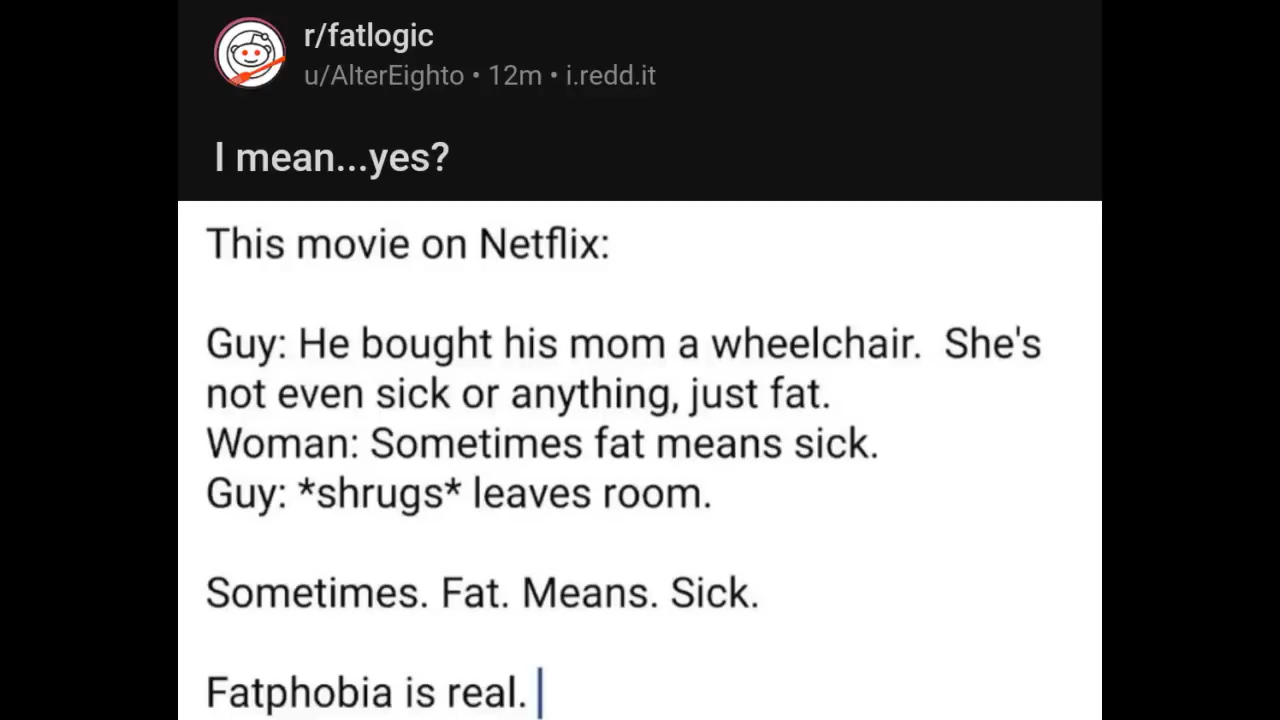 r/fatlogic
u/AlterEighto • 12m • i.redd.it
I mean...yes?
This movie on Netflix:
Guy: He bought his mom a wheelchair.  She's
not even sick or anything, just fat.
Woman: Sometimes fat means sick.
Guy: *shrugs* leaves room.
Sometimes. Fat. Means. Sick.
Fatphobia is real.